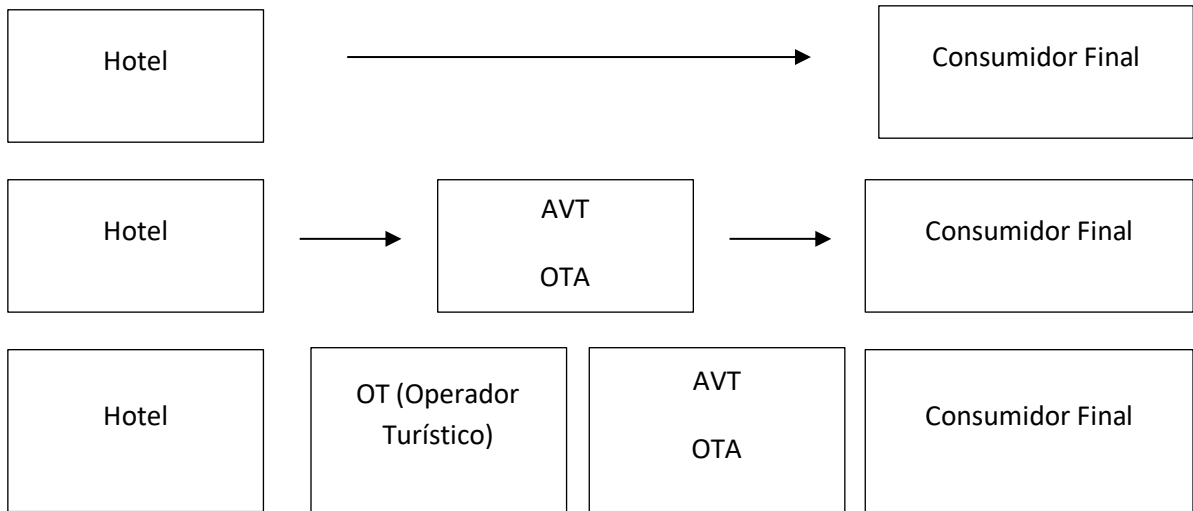 Hotel
Consumidor Final
Hotel
AVT
OTA
Consumidor Final
Hotel
OT (Operador
Turístico)
AVT
OTA
Consumidor Final